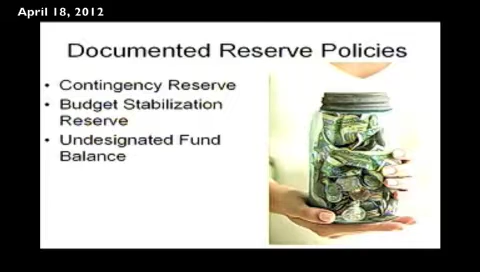 April 18, 2012
Documented Reserve Policies
• Contingency Reserve
• Budget Stabilization
Reserve
• Undesignated Fund
Balance